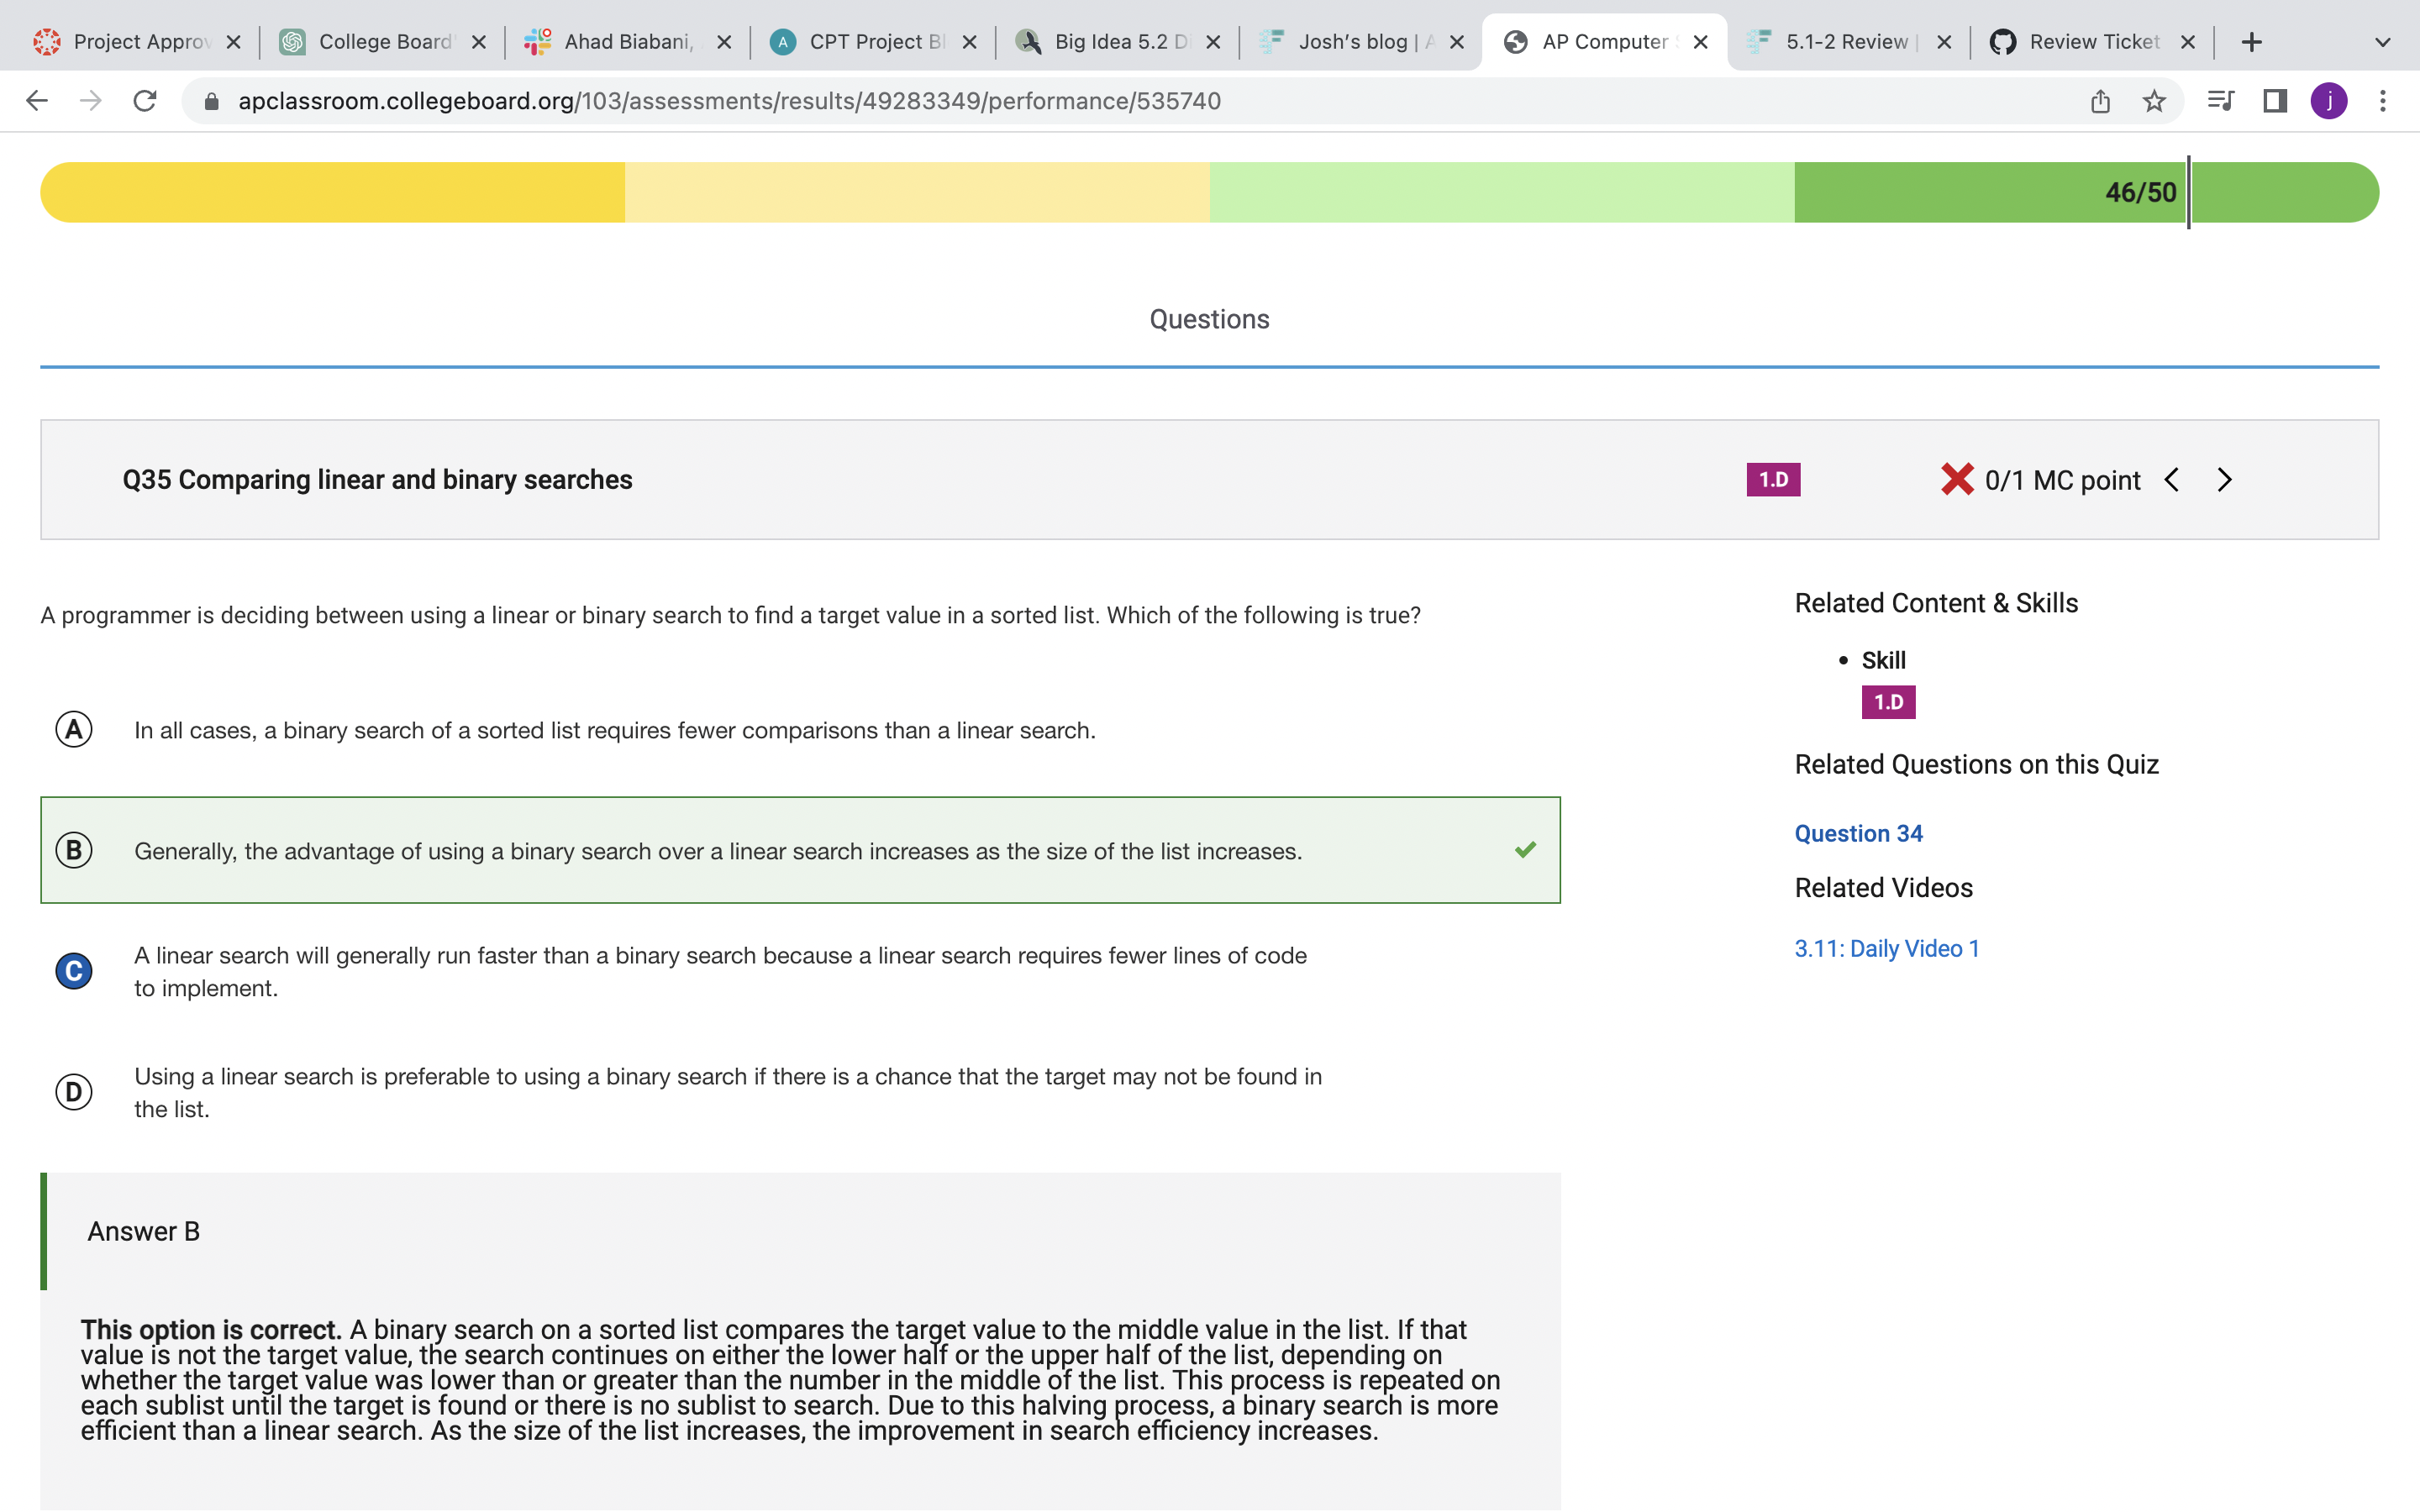 Project Approv
College Board'
Ahad Biabani,
A
CPT Project Bl
Big Idea 5.2 D
Josh's blog | A
AP Computer
5.1-2 Review |
Review Ticket
apclassroom.collegeboard.org/103/assessments/results/49283349/performance/535740
j
46/50
Questions
Q35 Comparing linear and binary searches
1.D
0/1 MC point
A programmer is deciding between using a linear or binary search to find a target value in a sorted list. Which of the following is true?
A In all cases, a binary search of a sorted list requires fewer comparisons than a linear search.
B Generally, the advantage of using a binary search over a linear search increases as the size of the list increases.
C A linear search will generally run faster than a binary search because a linear search requires fewer lines of code
to implement.
D Using a linear search is preferable to using a binary search if there is a chance that the target may not be found in
the list.
Answer B
This option is correct. A binary search on a sorted list compares the target value to the middle value in the list. If that
value is not the target value, the search continues on either the lower half or the upper half of the list, depending on
whether the target value was lower than or greater than the number in the middle of the list. This process is repeated on
each sublist until the target is found or there is no sublist to search. Due to this halving process, a binary search is more
efficient than a linear search. As the size of the list increases, the improvement in search efficiency increases.
Related Content & Skills
Skill
1.D
Related Questions on this Quiz
Question 34
Related Videos
3.11: Daily Video 1